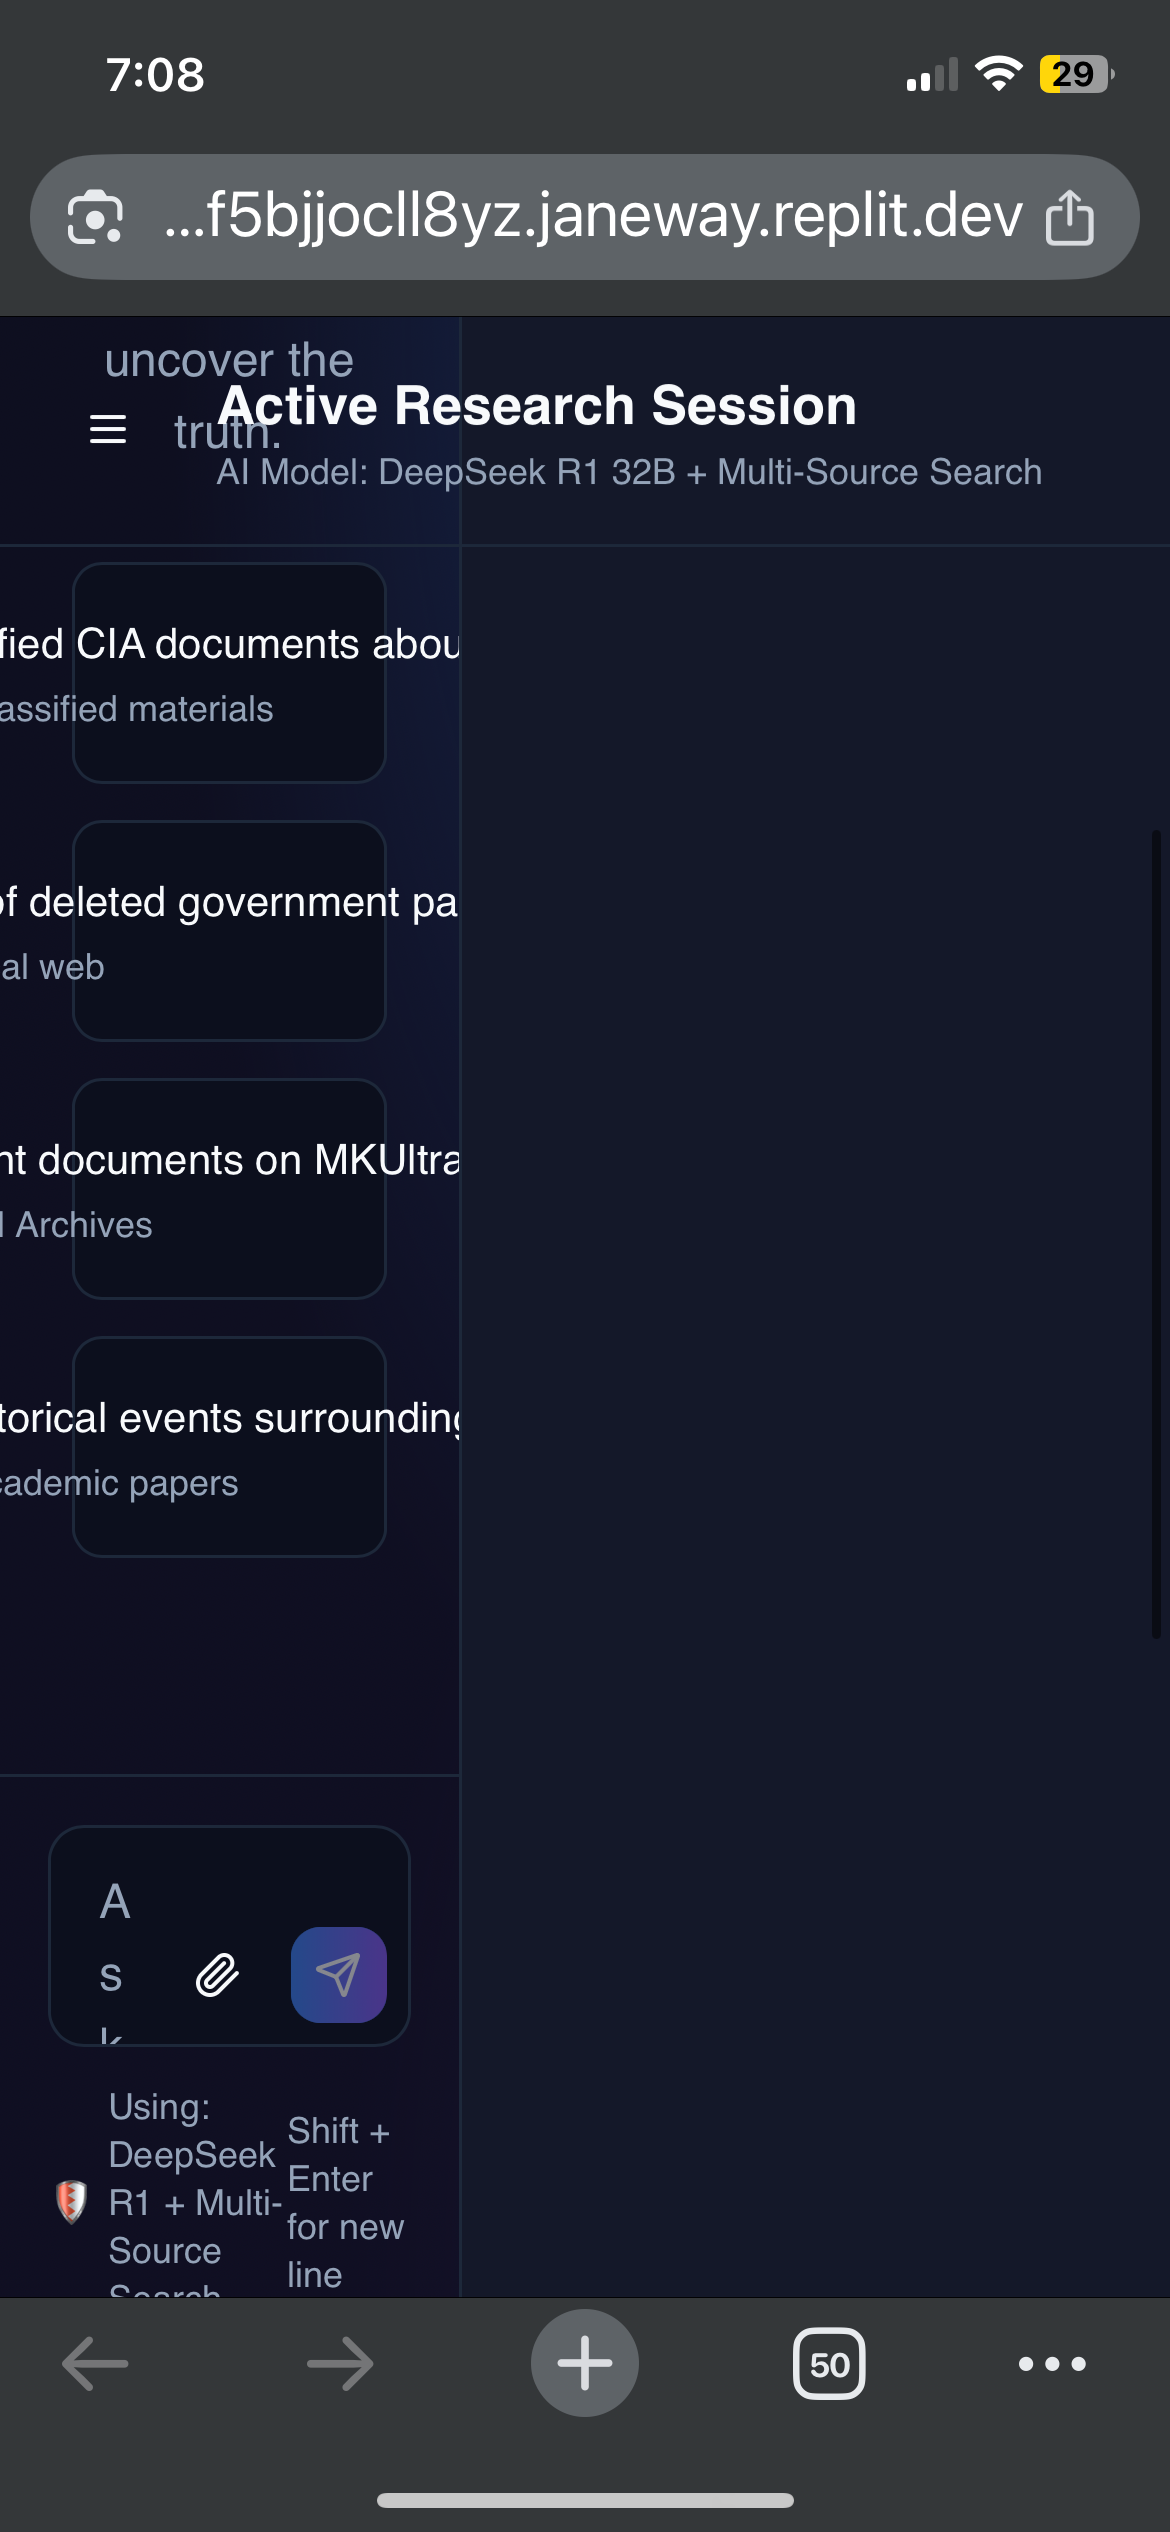 7:08
29
...f5bjjocll8yz.janeway.replit.dev
uncover the
truth.
Active Research Session
AI Model: DeepSeek R1 32B + Multi-Source Search
fied CIA documents abou
assified materials
of deleted government pa
al web
nt documents on MKUltra
l Archives
torical events surrounding
cademic papers
A
s
k
Using:
DeepSeek
R1 + Multi-
Source
Search
Shift +
Enter
for new
line
50